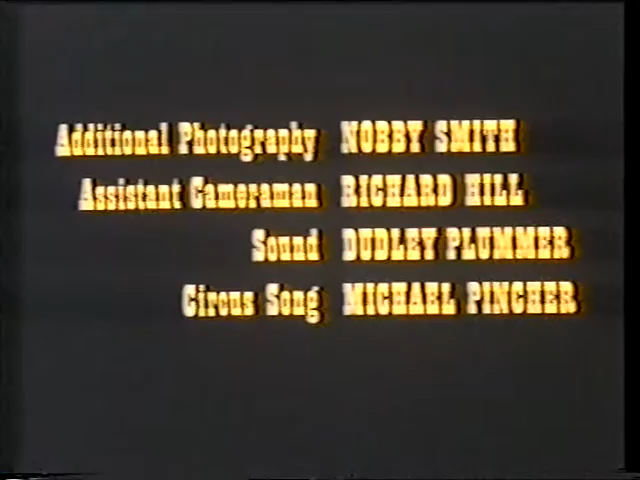 Additional Photography NOBBY SMITH
Assistant Cameraman RICHARD HILL
Sound DUDLEY PLUMMER
Circus Song MICHAEL PINCHER